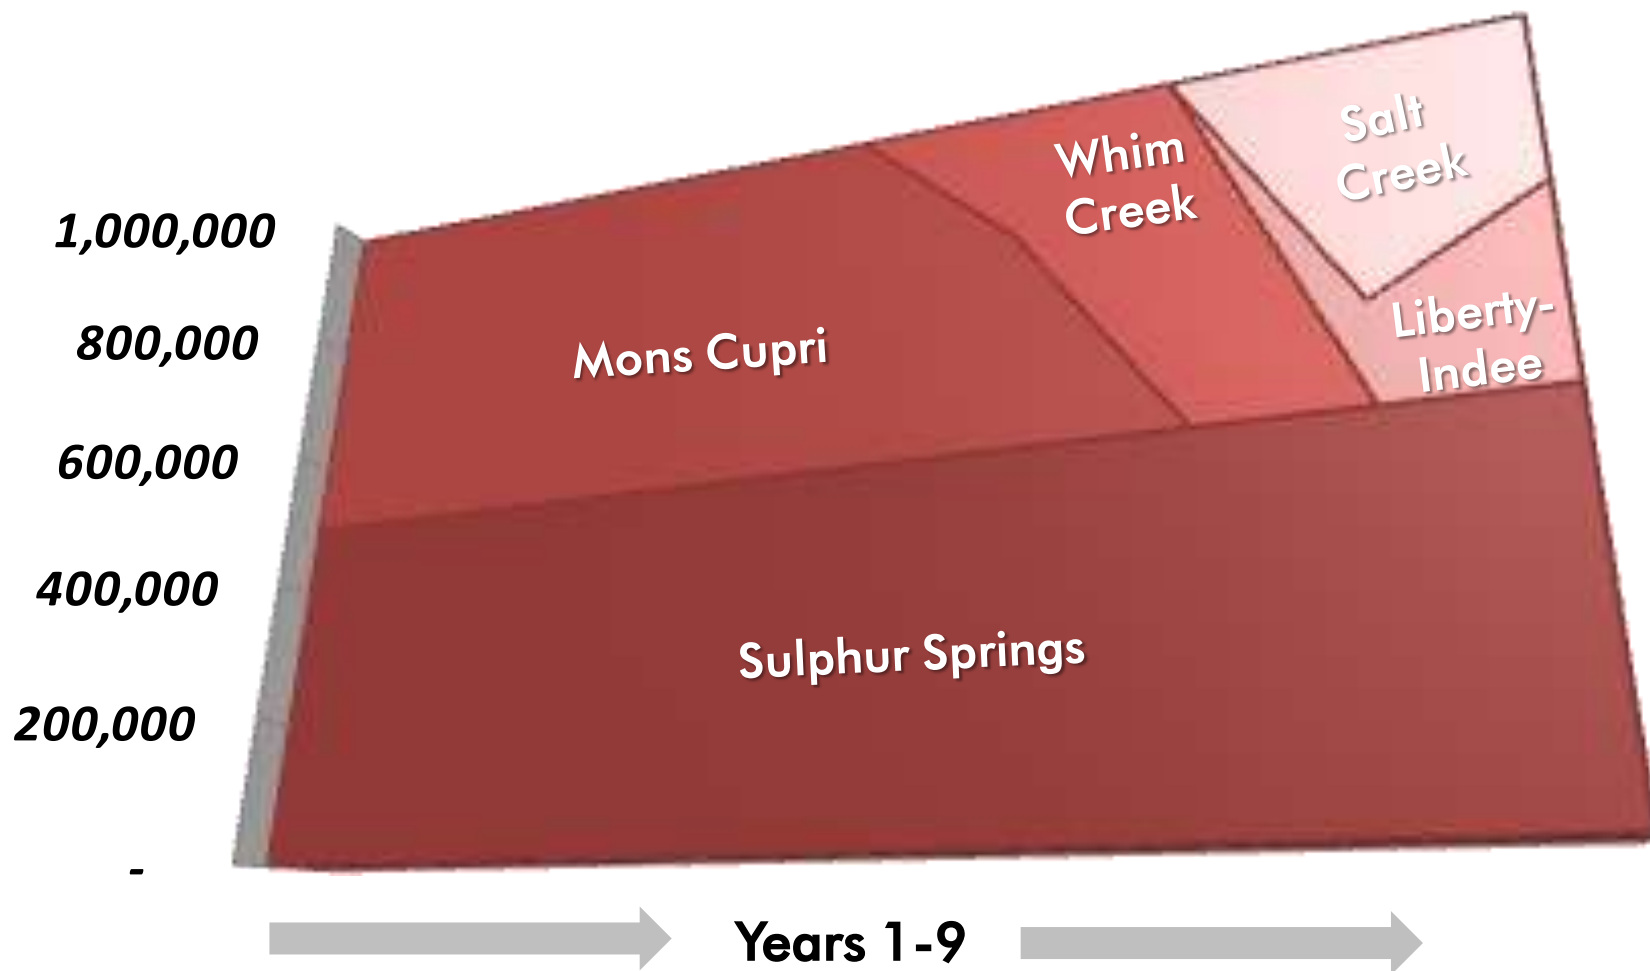 1,000,000
800,000
600,000
400,000
200,000
-
Mons Cupri
Whim
Creek
Salt
Creek
Liberty-
Indee
Sulphur Springs
Years 1-9